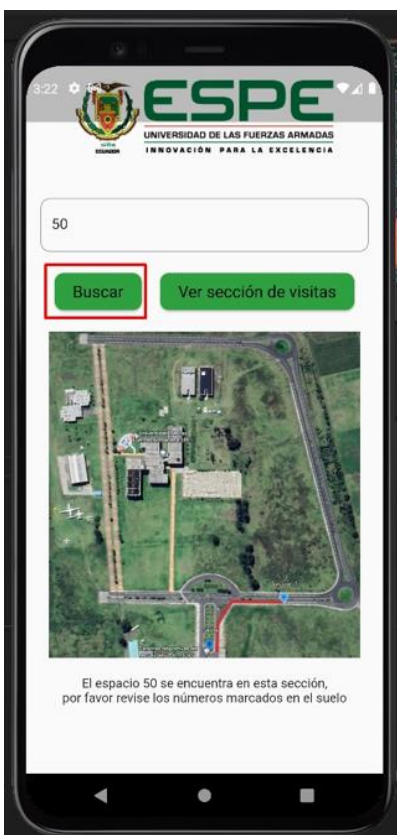 3:22
ESPE
UNIVERSIDAD DE LAS FUERZAS ARMADAS
INNOVACIÓN PARA LA EXCELENCIA
ECUADOR
50
Buscar
Ver sección de visitas
El espacio 50 se encuentra en esta sección,
por favor revise los números marcados en el suelo